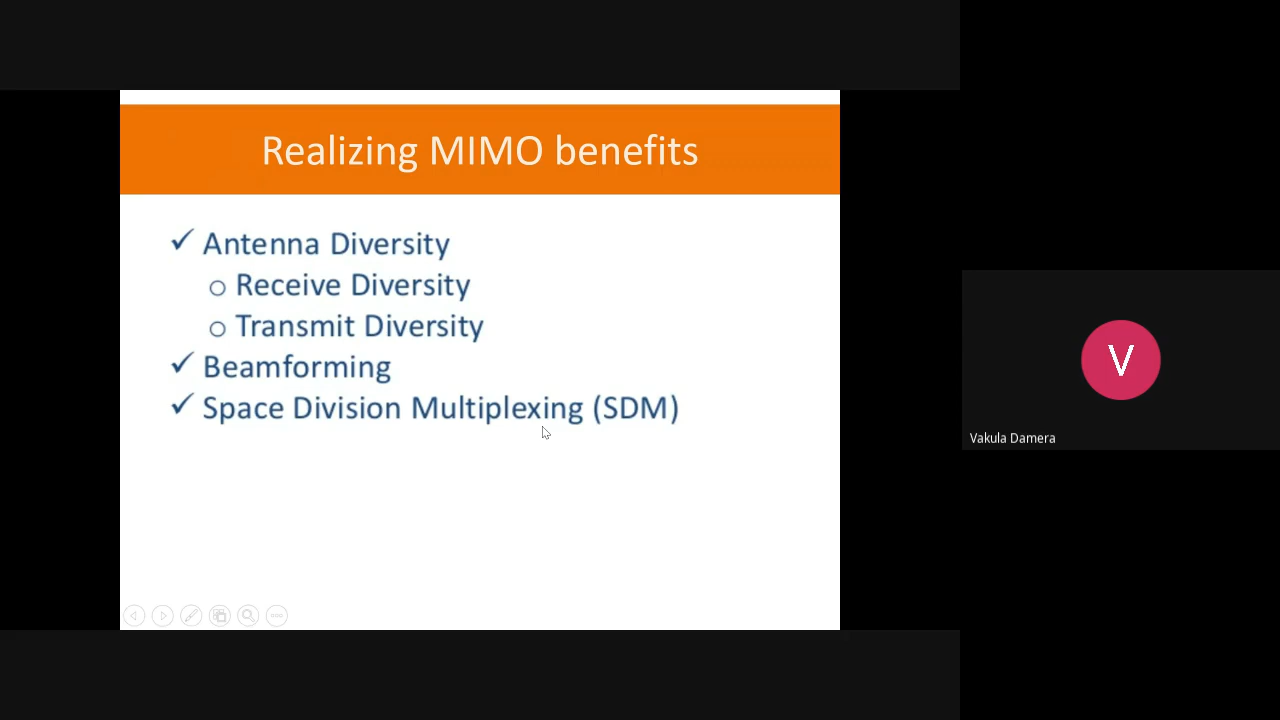 Realizing MIMO benefits
✓ Antenna Diversity
o Receive Diversity
o Transmit Diversity
✓ Beamforming
✓ Space Division Multiplexing (SDM)
V
Vakula Damera